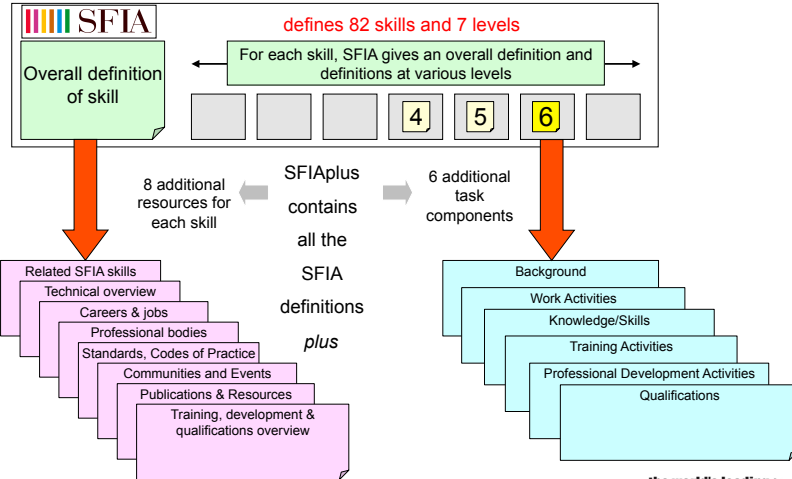 SFIA
defines 82 skills and 7 levels
Overall definition
of skill
For each skill, SFIA gives an overall definition and
definitions at various levels
4
5
6
8 additional
resources for
each skill
SFIAplus
contains
all the
SFIA
definitions
plus
6 additional
task
components
Related SFIA skills
Technical overview
Careers & jobs
Professional bodies
Standards, Codes of Practice
Communities and Events
Publications & Resources
Training, development &
qualifications overview
Background
Work Activities
Knowledge/Skills
Training Activities
Professional Development Activities
Qualifications
the world's leading